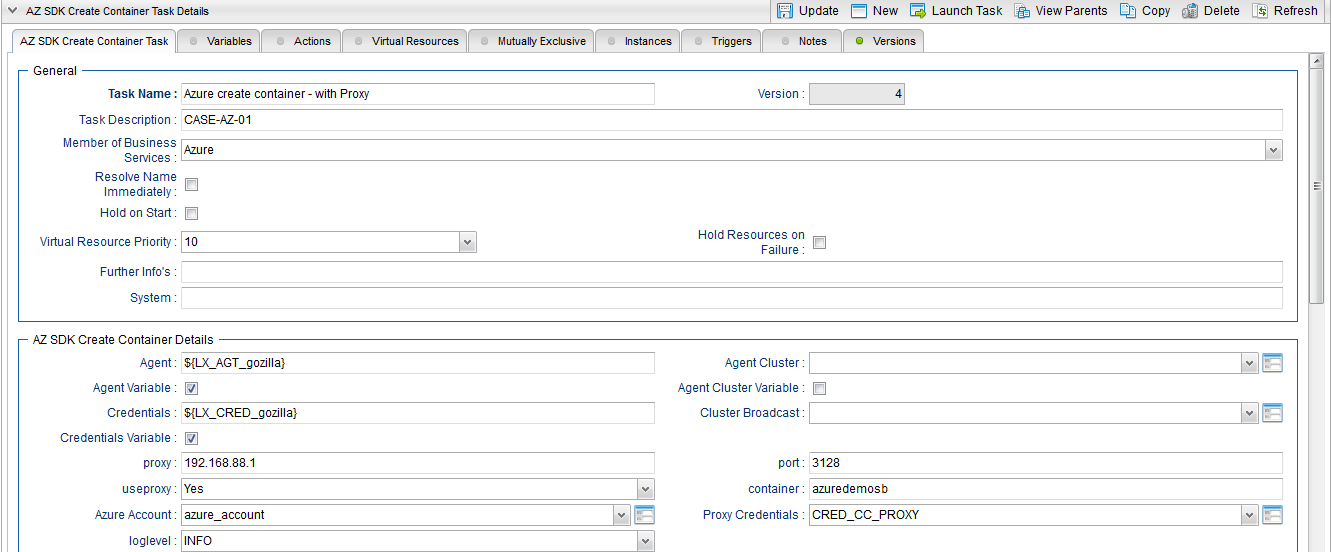 AZ SDK Create Container Task Details Update New Launch Task View Parents Copy Delete Refresh
AZ SDK Create Container Task Variables Actions Virtual Resources Mutually Exclusive Instances Triggers Notes Versions
General
Task Name : Azure create container - with Proxy Version : 4
Task Description : CASE-AZ-01
Member of Business
Services : Azure
Resolve Name
Immediately :
Hold on Start :
Virtual Resource Priority : 10 Hold Resources on
Failure :
Further Info's :
System :
AZ SDK Create Container Details
Agent : ${LX_AGT_gozilla} Agent Cluster :
Agent Variable : Agent Cluster Variable :
Credentials : ${LX_CRED_gozilla} Cluster Broadcast :
Credentials Variable :
proxy : 192.168.88.1 port : 3128
useproxy : Yes container : azuredemosb
Azure Account : azure_account Proxy Credentials : CRED_CC_PROXY
loglevel : INFO